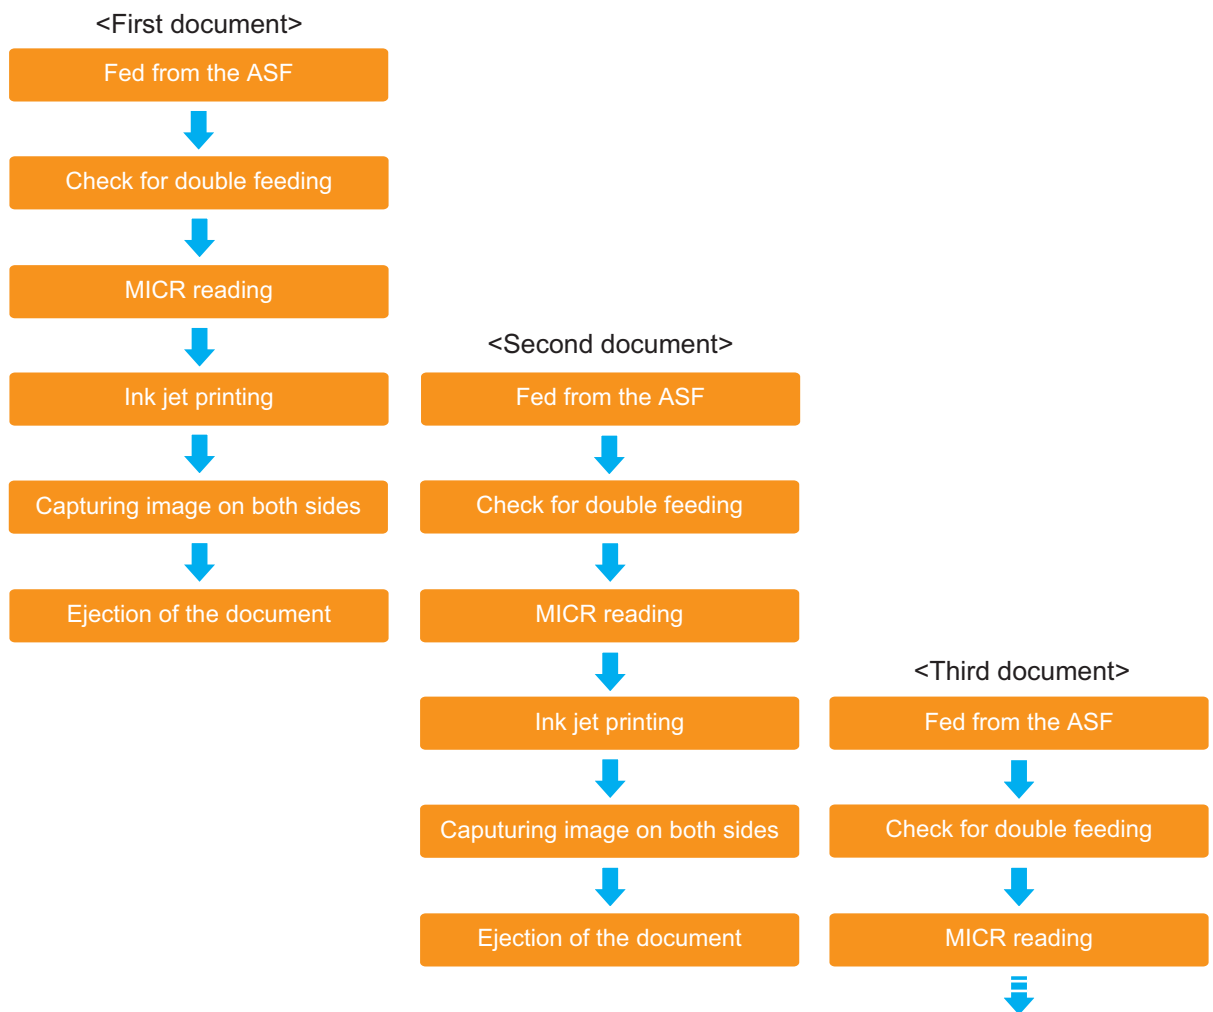 <First document>
Fed from the ASF
Check for double feeding
MICR reading
Ink jet printing
Capturing image on both sides
Ejection of the document
<Second document>
Fed from the ASF
Check for double feeding
MICR reading
Ink jet printing
Caputuring image on both sides
Ejection of the document
<Third document>
Fed from the ASF
Check for double feeding
MICR reading